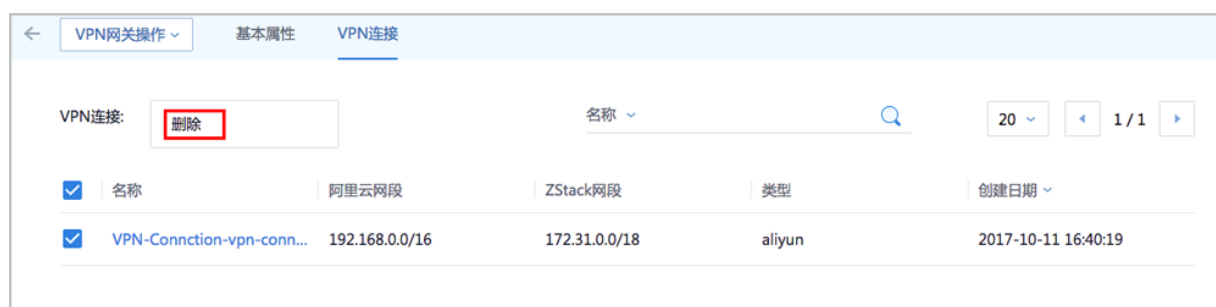 VPN网关操作 基本属性 VPN连接
VPN连接: 删除 名称 20 1 / 1
名称 阿里云网段 ZStack网段 类型 创建日期
VPN-Connction-vpn-conn... 192.168.0.0/16 172.31.0.0/18 aliyun 2017-10-11 16:40:19